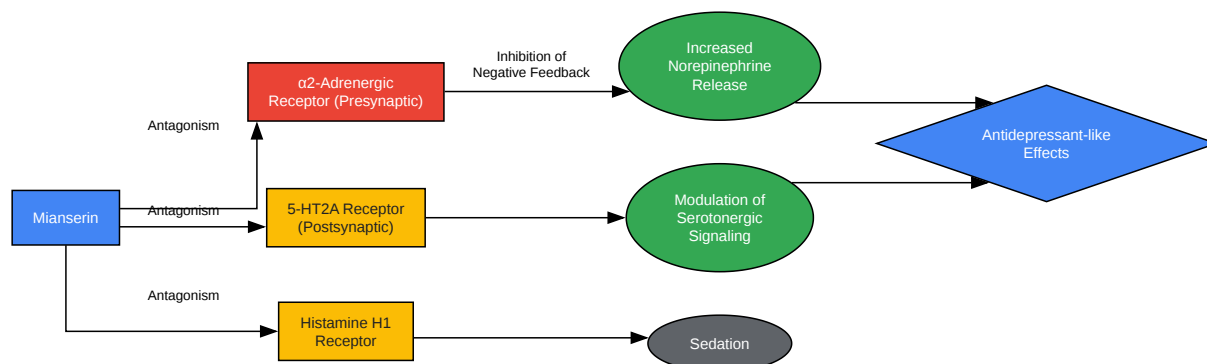 Mianserin
Antagonism
Antagonism
Antagonism
α2-Adrenergic
Receptor (Presynaptic)
5-HT2A Receptor
(Postsynaptic)
Histamine H1
Receptor
Inhibition of
Negative Feedback
Increased
Norepinephrine
Release
Modulation of
Serotonergic
Signaling
Sedation
Antidepressant-like
Effects